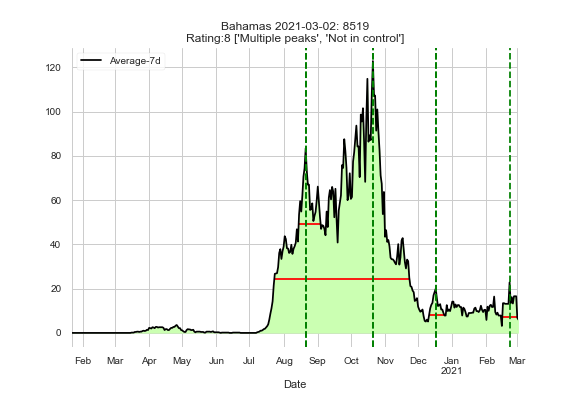 Bahamas 2021-03-02: 8519
Rating:8 ['Multiple peaks', 'Not in control']
Average-7d
120
100
80
60
40
20
0
Feb Mar Apr May Jun Jul Aug Sep Oct Nov Dec Jan Feb Mar
2021
Date